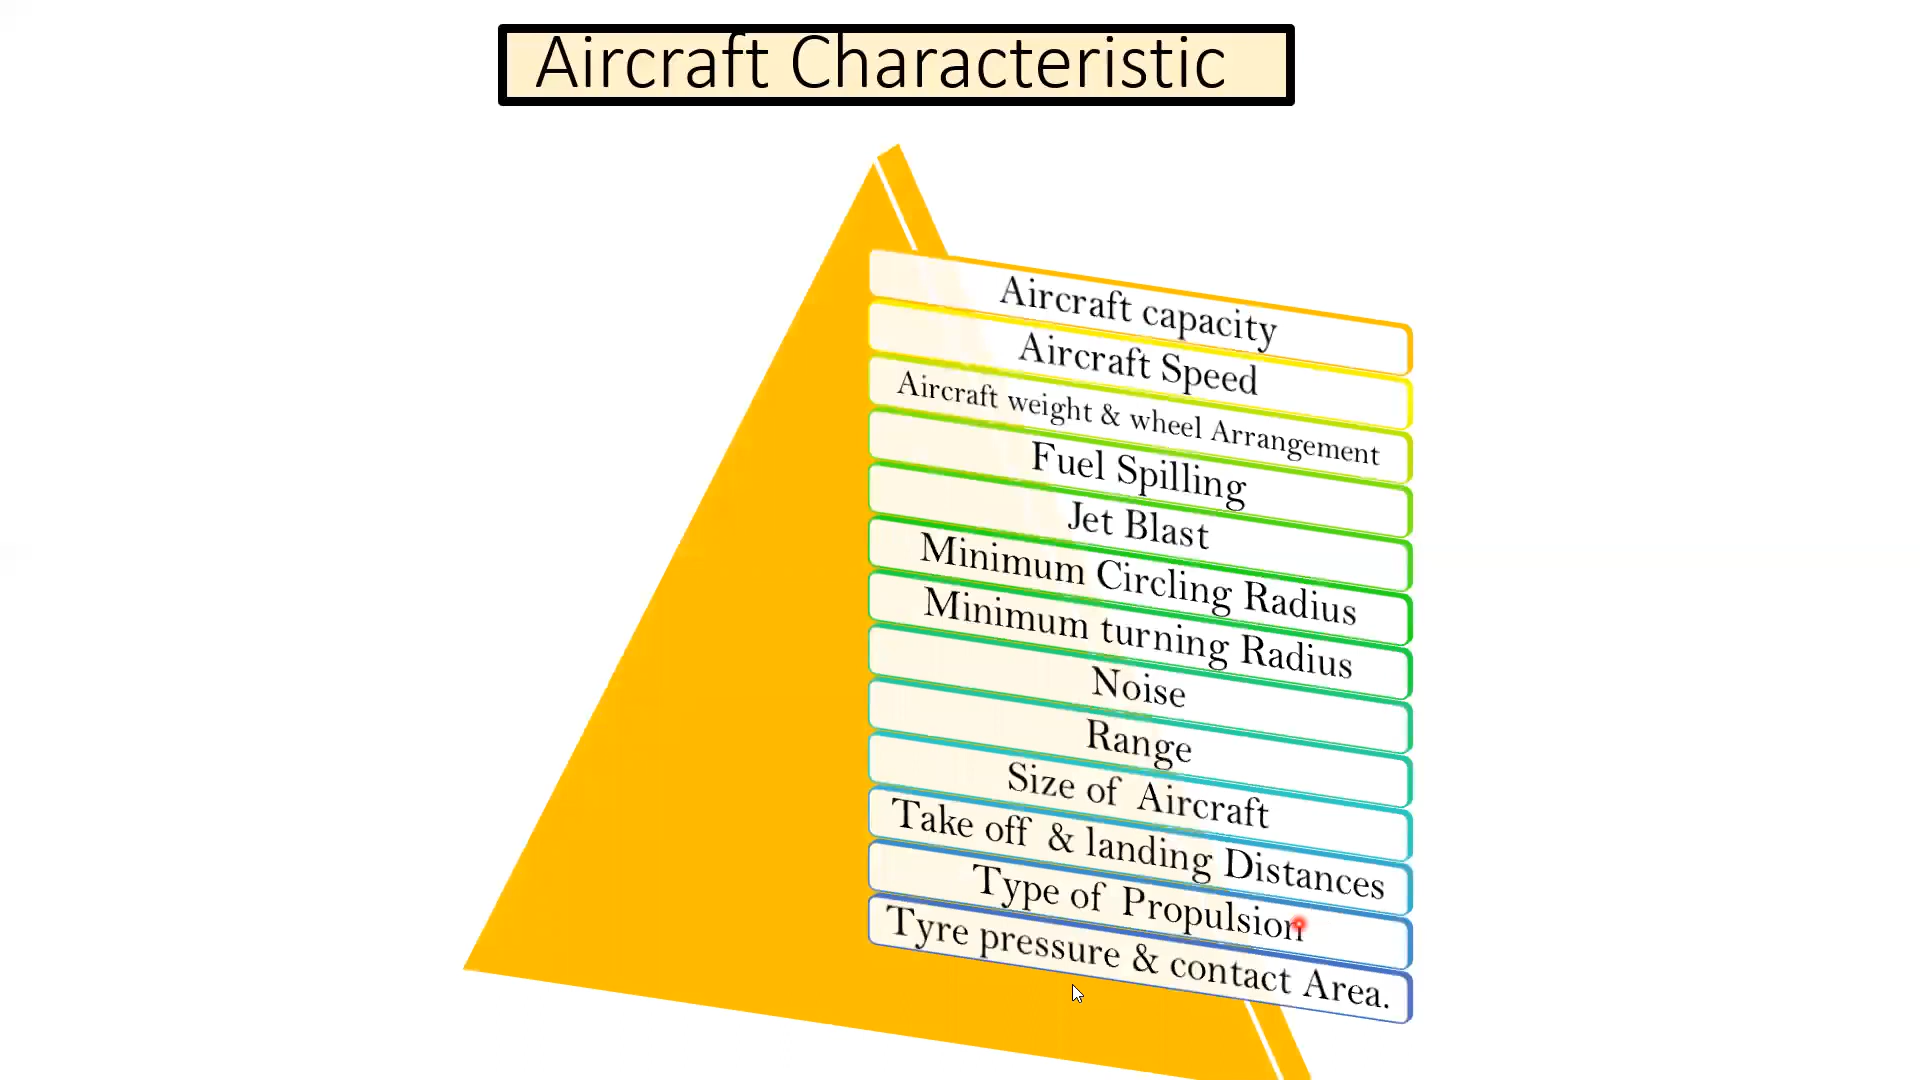 Aircraft Characteristic
Aircraft capacity
Aircraft Speed
Aircraft weight & wheel Arrangement
Fuel Spilling
Jet Blast
Minimum Circling Radius
Minimum turning Radius
Noise
Range
Size of Aircraft
Take off & landing Distances
Type of Propulsion
Tyre pressure & contact Area.